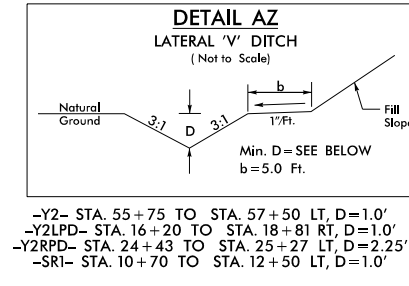 DETAIL AZ
LATERAL 'V' DITCH
( Not to Scale)
b
Natural
Ground
3:1
D
3:1
1"/Ft.
Fill
Slope
Min. D = SEE BELOW
b = 5.0 Ft.
-Y2- STA. 55+75 TO STA. 57+50 LT, D=1.0'
-Y2LPD- STA. 16+20 TO STA. 18+81 RT, D=1.0'
-Y2RPD- STA. 24+43 TO STA. 25+27 LT, D=2.25'
-SR1- STA. 10+70 TO STA. 12+50 LT, D=1.0'